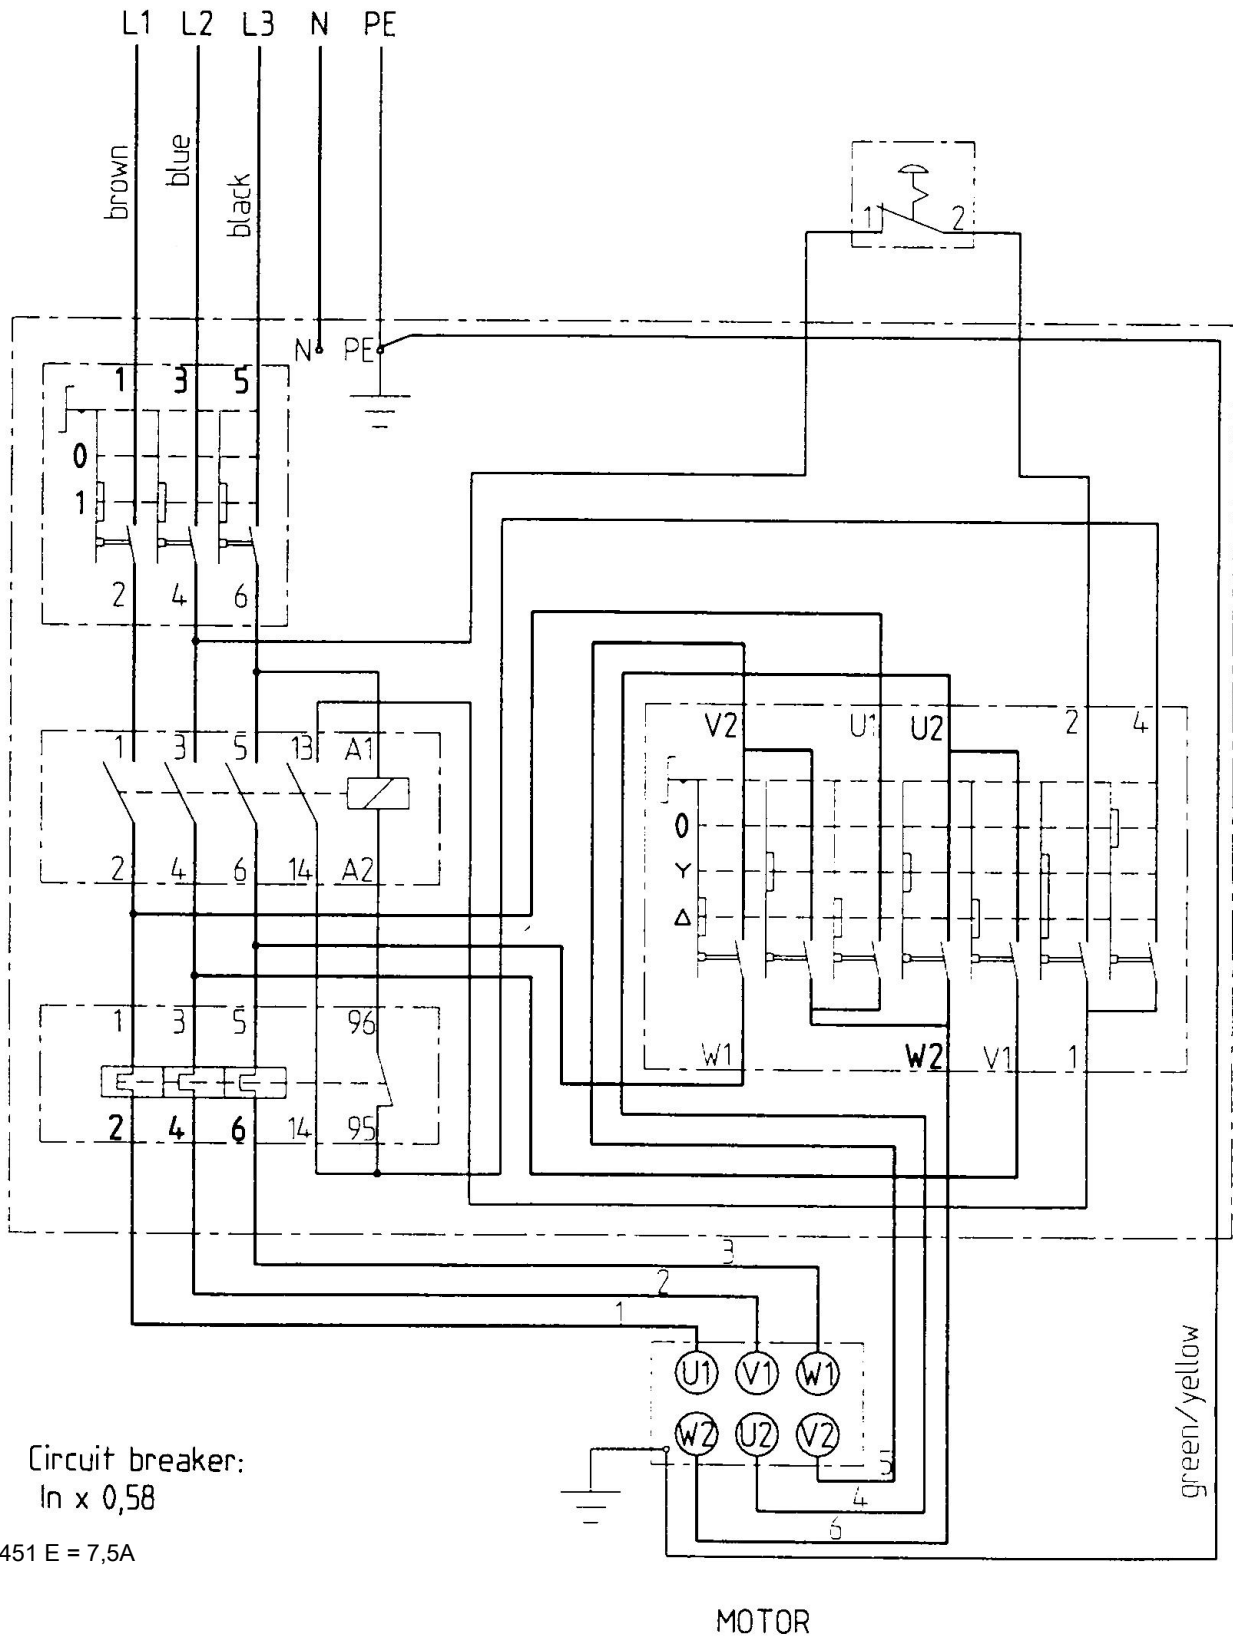 L1 L2 L3 N PE
brown
blue
black
1 2
N PE
1 3 5
0
1
2 4 6
V2 U1 U2 2 4
1 3 5 13 A1
0
Y
Δ
2 4 6 14 A2
1 3 5 96
W1 W2 V1 1
2 4 6 14 95
3
2
1
U1 V1 W1
W2 U2 V2
5
4
6
green/yellow
Circuit breaker:
In x 0,58
451 E = 7,5A
MOTOR